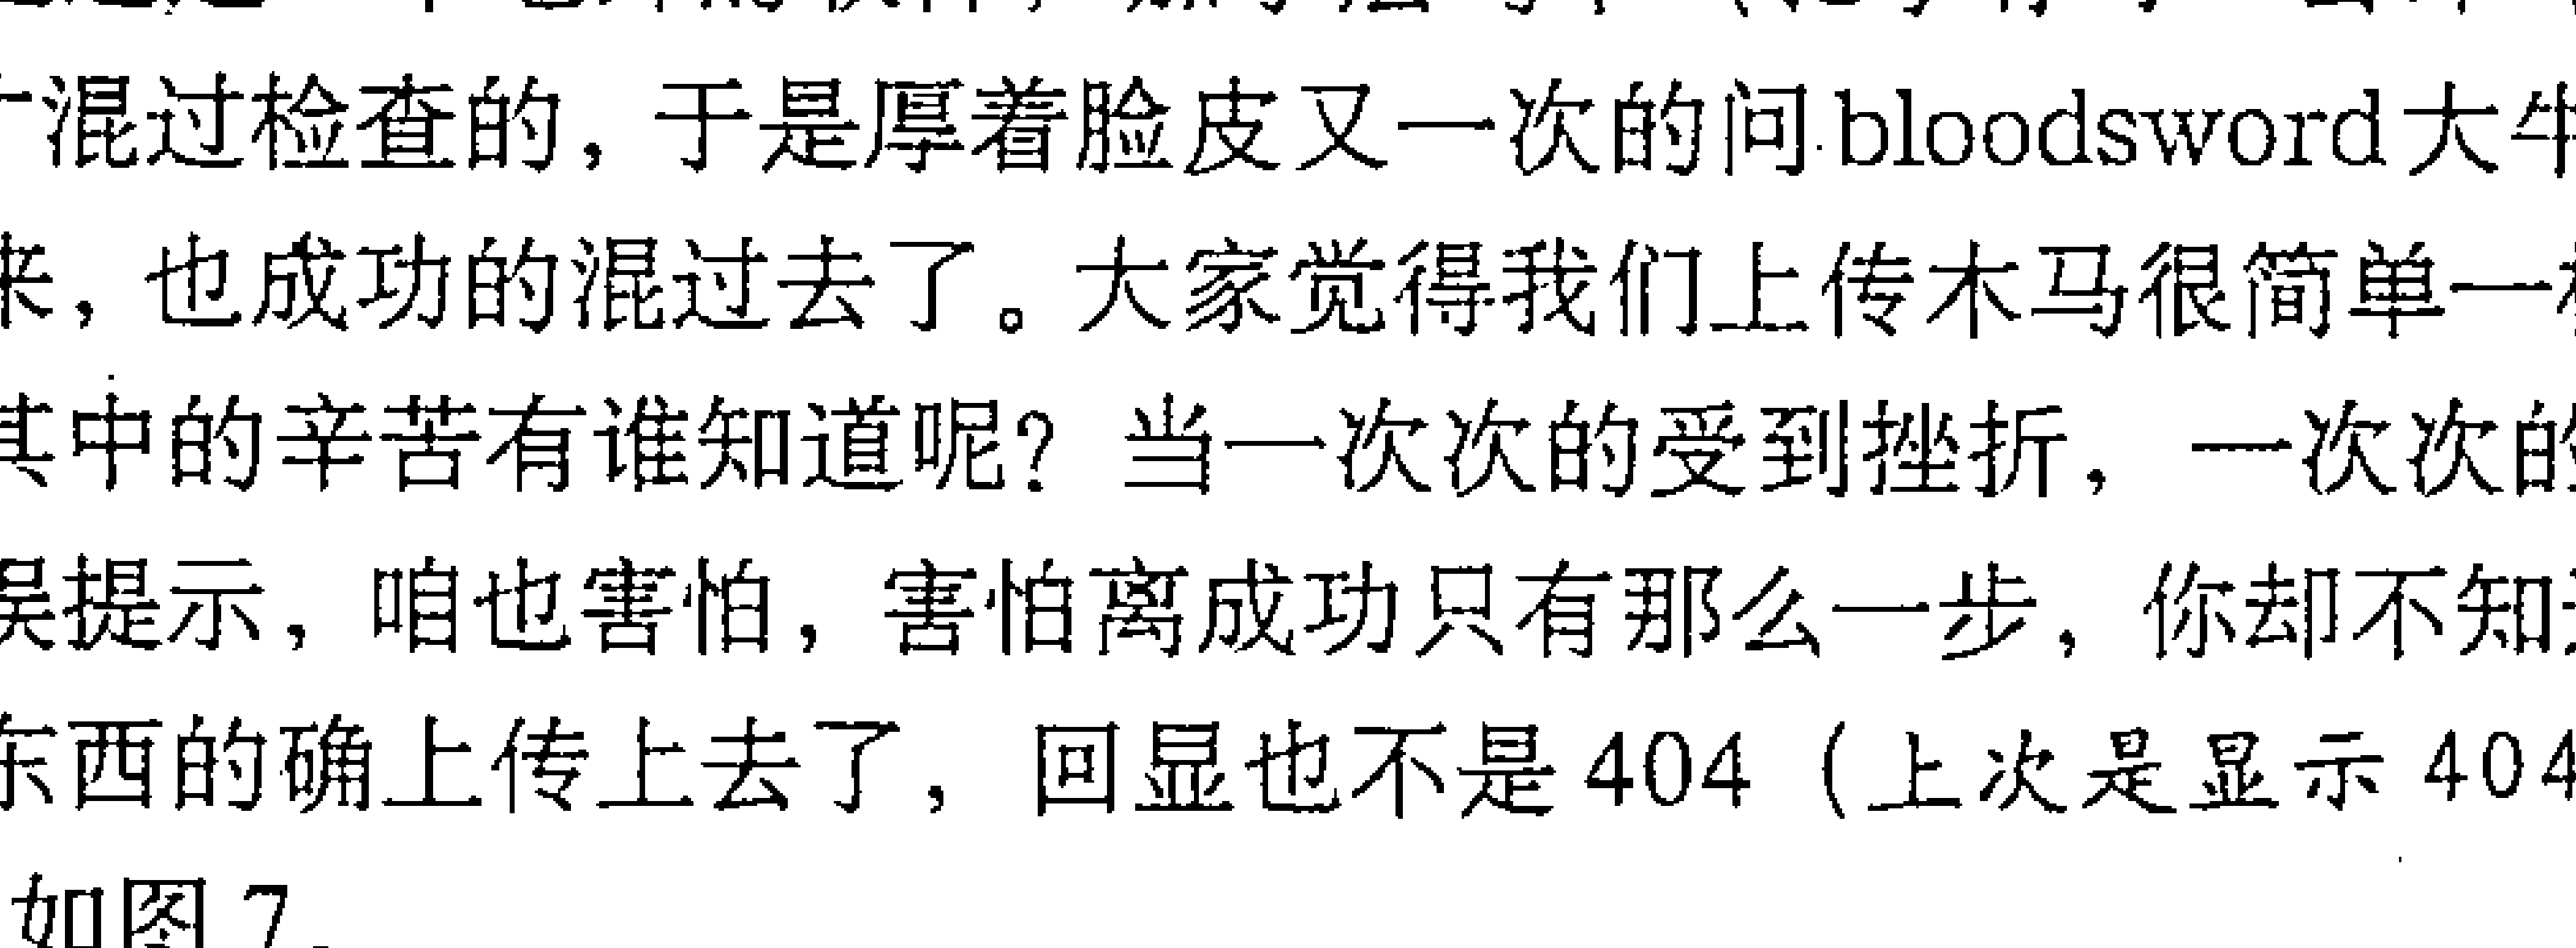 混过检查的，于是厚着脸皮又一次的问bloodsword大牛
来，也成功的混过去了。大家觉得我们上传木马很简单一
其中的辛苦有谁知道呢？当一次次的受到挫折，一次次的
误提示，咱也害怕，害怕离成功只有那么一步，你却不知
东西的确上传上去了，回显也不是404（上次是显示404
如图7